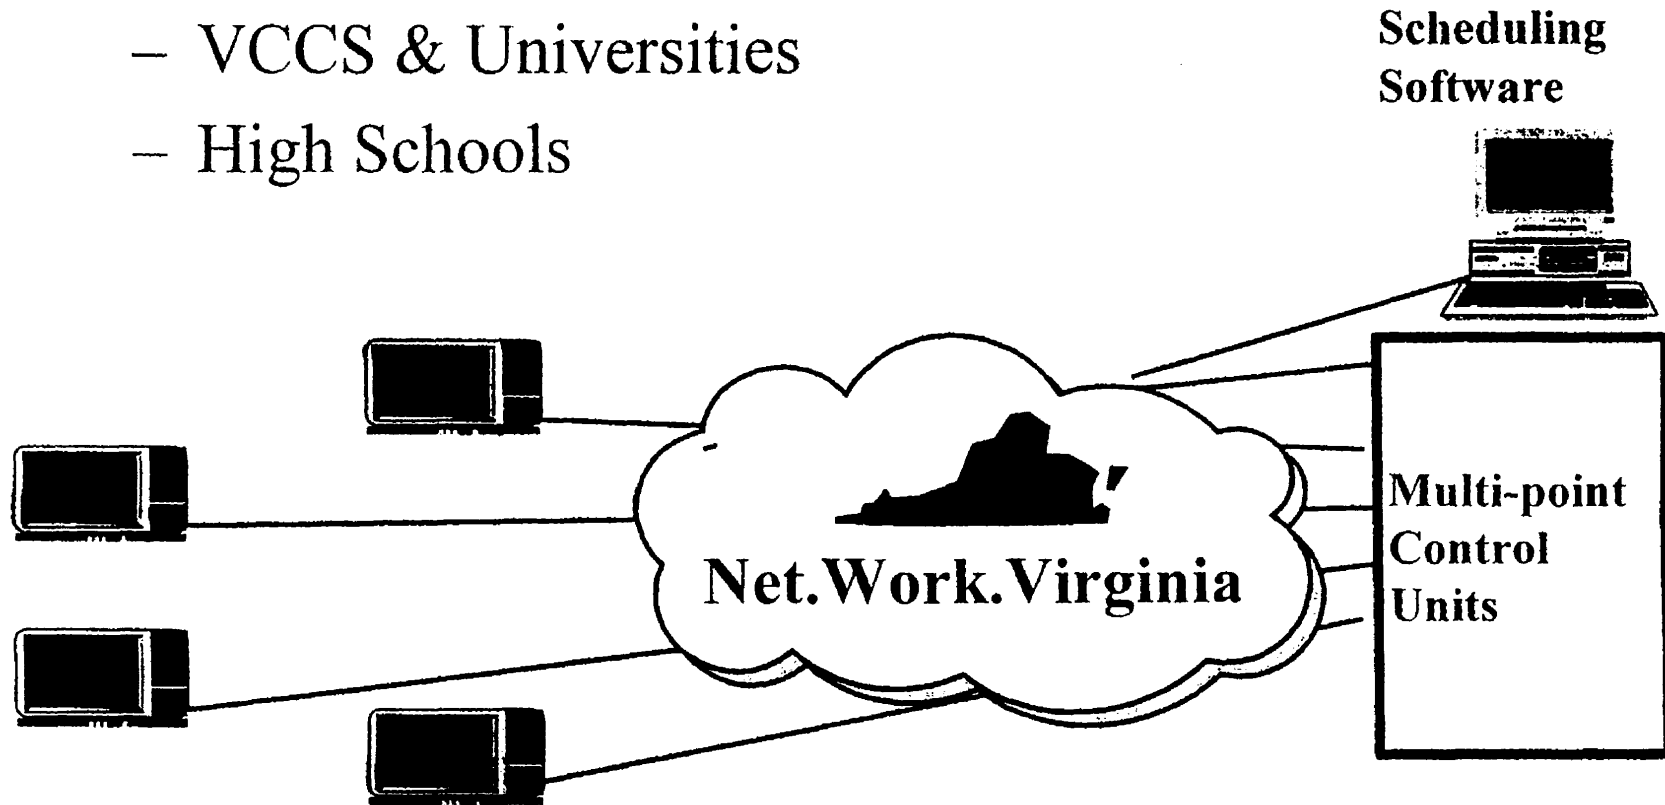 – VCCS & Universities
– High Schools
Scheduling
Software
Net.Work.Virginia
Multi-point
Control
Units